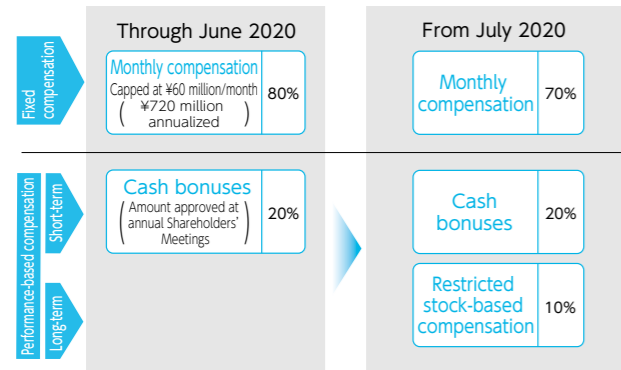 Through June 2020
From July 2020
Fixed
compensation
Monthly compensation
Capped at ¥60 million/month
( ¥720 million
annualized )
80%
Monthly
compensation
70%
Performance-based compensation
Short-term
Cash bonuses
(Amount approved at
annual Shareholders’
Meetings)
20%
Cash
bonuses
20%
Long-term
Restricted
stock-based
compensation
10%